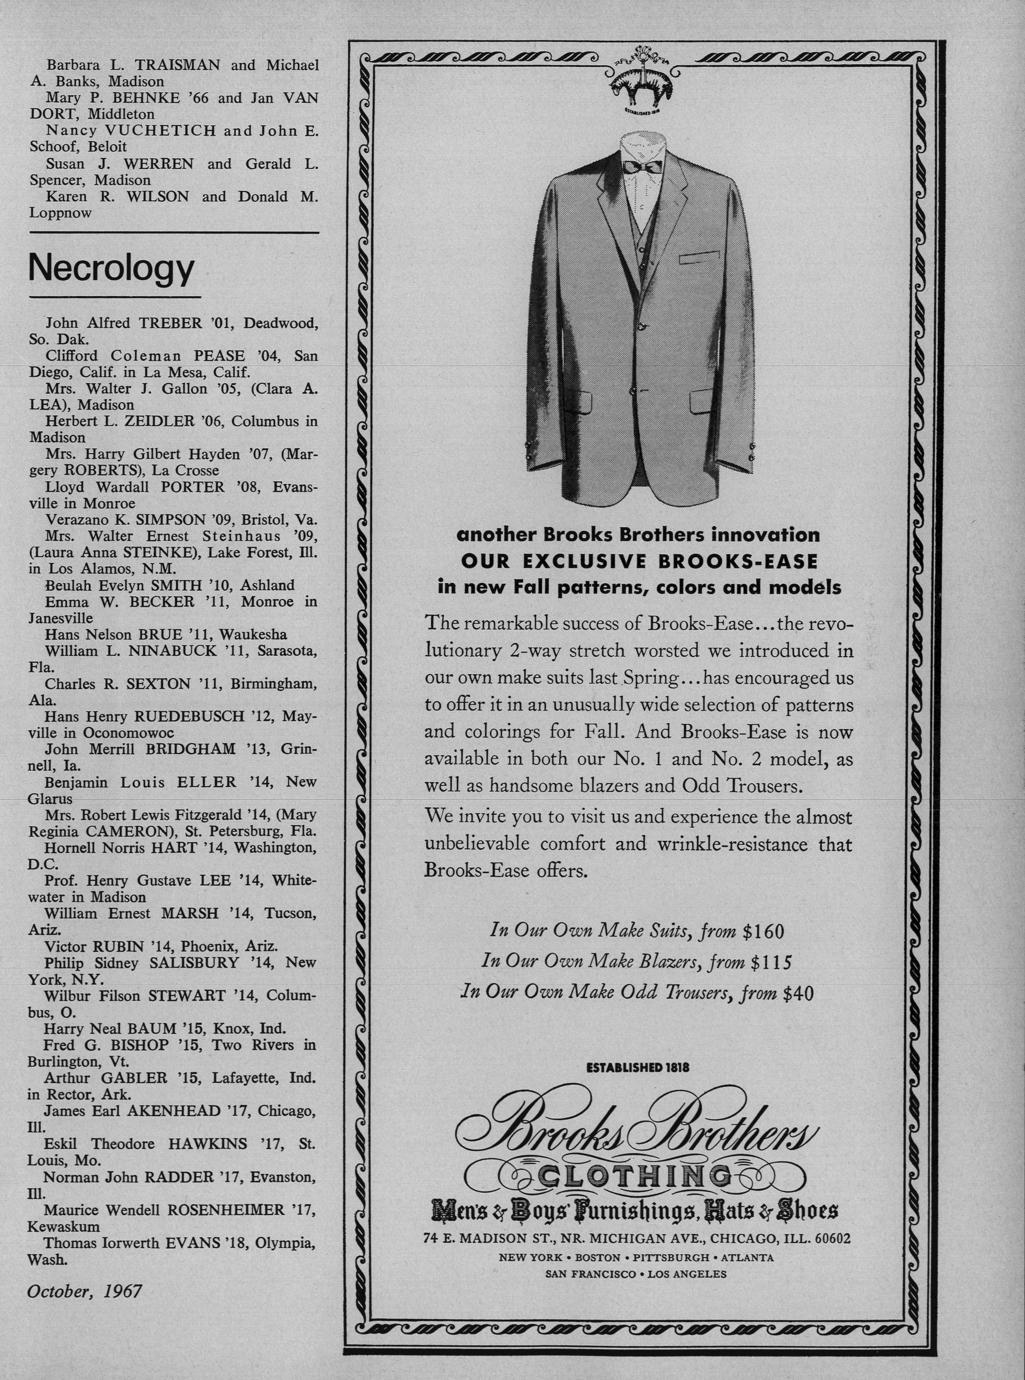 Barbara L. TRAISMAN and Michael
A. Banks, Madison
Mary P. BEHNKE ’66 and Jan VAN
DORT, Middleton
Nancy VUCHETICH and John E.
Schoof, Beloit
Susan J. WERREN and Gerald L.
Spencer, Madison
Karen R. WILSON and Donald M.
Loppnow
Necrology
John Alfred TREBER ’01, Deadwood,
So. Dak.
Clifford Coleman PEASE ’04, San
Diego, Calif. in La Mesa, Calif.
Mrs. Walter J. Gallon ’05, (Clara A.
LEA), Madison
Herbert L. ZEIDLER ’06, Columbus in
Madison
Mrs. Harry Gilbert Hayden ’07, (Mar-
gery ROBERTS), La Crosse
Lloyd Wardall PORTER ’08, Evans-
ville in Monroe
Verazano K. SIMPSON ’09, Bristol, Va.
Mrs. Walter Ernest Steinhaus ’09,
(Laura Anna STEINKE), Lake Forest, Ill.
in Los Alamos, N.M.
Beulah Evelyn SMITH ’10, Ashland
Emma W. BECKER ’11, Monroe in
Janesville
Hans Nelson BRUE ’11, Waukesha
William L. NINABUCK ’11, Sarasota,
Fla.
Charles R. SEXTON ’11, Birmingham,
Ala.
Hans Henry RUEDEBUSCH ’12, May-
ville in Oconomowoc
John Merrill BRIDGHAM ’13, Grin-
nell, Ia.
Benjamin Louis ELLER ’14, New
Glarus
Mrs. Robert Lewis Fitzgerald ’14, (Mary
Reginia CAMERON), St. Petersburg, Fla.
Hornell Norris HART ’14, Washington,
D.C.
Prof. Henry Gustave LEE ’14, White-
water in Madison
William Ernest MARSH ’14, Tucson,
Ariz.
Victor RUBIN ’14, Phoenix, Ariz.
Philip Sidney SALISBURY ’14, New
York, N.Y.
Wilbur Filson STEWART ’14, Colum-
bus, O.
Harry Neal BAUM ’15, Knox, Ind.
Fred G. BISHOP ’15, Two Rivers in
Burlington, Vt.
Arthur GABLER ’15, Lafayette, Ind.
in Rector, Ark.
James Earl AKENHEAD ’17, Chicago,
Ill.
Eskil Theodore HAWKINS ’17, St.
Louis, Mo.
Norman John RADDER ’17, Evanston,
Ill.
Maurice Wendell ROSENHEIMER ’17,
Kewaskum
Thomas Iorwerth EVANS ’18, Olympia,
Wash.
October, 1967
ESTABLISHED 1818
another Brooks Brothers innovation
OUR EXCLUSIVE BROOKS-EASE
in new Fall patterns, colors and models
The remarkable success of Brooks-Ease...the revo-
lutionary 2-way stretch worsted we introduced in
our own make suits last Spring...has encouraged us
to offer it in an unusually wide selection of patterns
and colorings for Fall. And Brooks-Ease is now
available in both our No. 1 and No. 2 model, as
well as handsome blazers and Odd Trousers.
We invite you to visit us and experience the almost
unbelievable comfort and wrinkle-resistance that
Brooks-Ease offers.
In Our Own Make Suits, from $160
In Our Own Make Blazers, from $115
In Our Own Make Odd Trousers, from $40
ESTABLISHED 1818
Brooks Brothers
CLOTHING
Men's & Boys' Furnishings, Hats & Shoes
74 E. MADISON ST., NR. MICHIGAN AVE., CHICAGO, ILL. 60602
NEW YORK • BOSTON • PITTSBURGH • ATLANTA
SAN FRANCISCO • LOS ANGELES